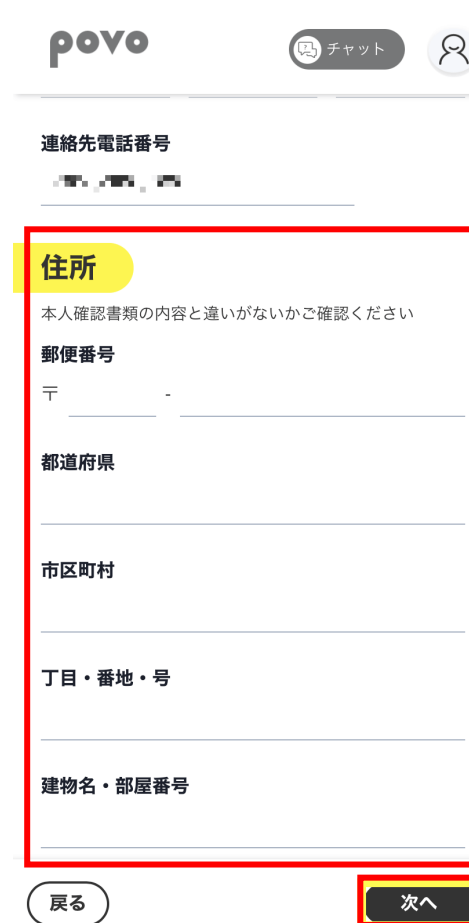 povo
チャット
連絡先電話番号
住所
本人確認書類の内容と違いがないかご確認ください
郵便番号
〒 -
都道府県
市区町村
丁目・番地・号
建物名・部屋番号
戻る
次へ